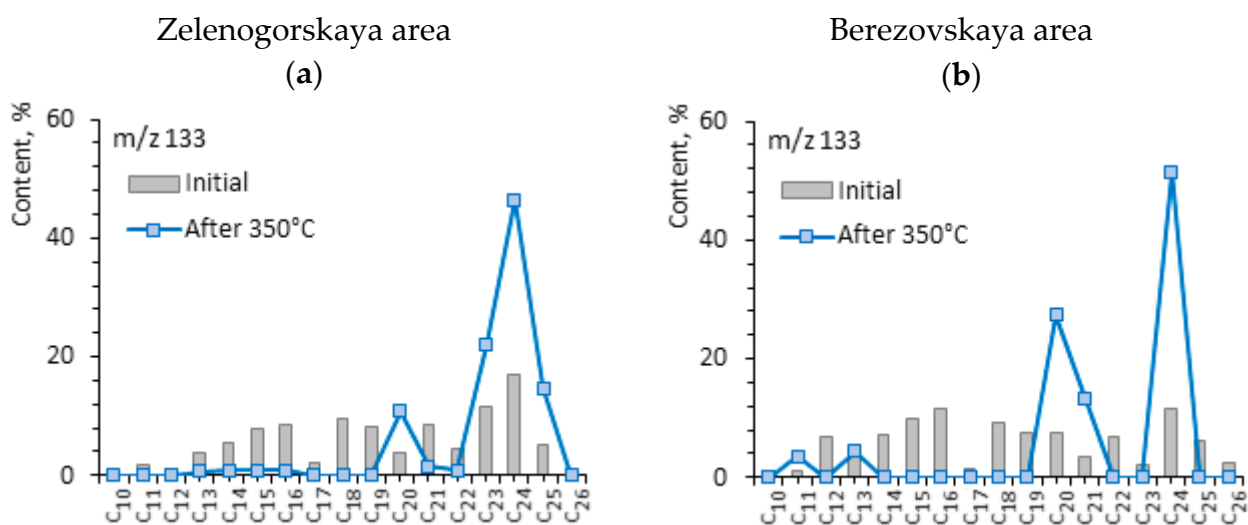 Zelenogorskaya area
(a)
Content, %
60
40
20
0
m/z 133
Initial
After 350°C
C10
C11
C12
C13
C14
C15
C16
C17
C18
C19
C20
C21
C22
C23
C24
C25
C26
Berezovskaya area
(b)
Content, %
60
40
20
0
m/z 133
Initial
After 350°C
C10
C11
C12
C13
C14
C15
C16
C17
C18
C19
C20
C21
C22
C23
C24
C25
C26